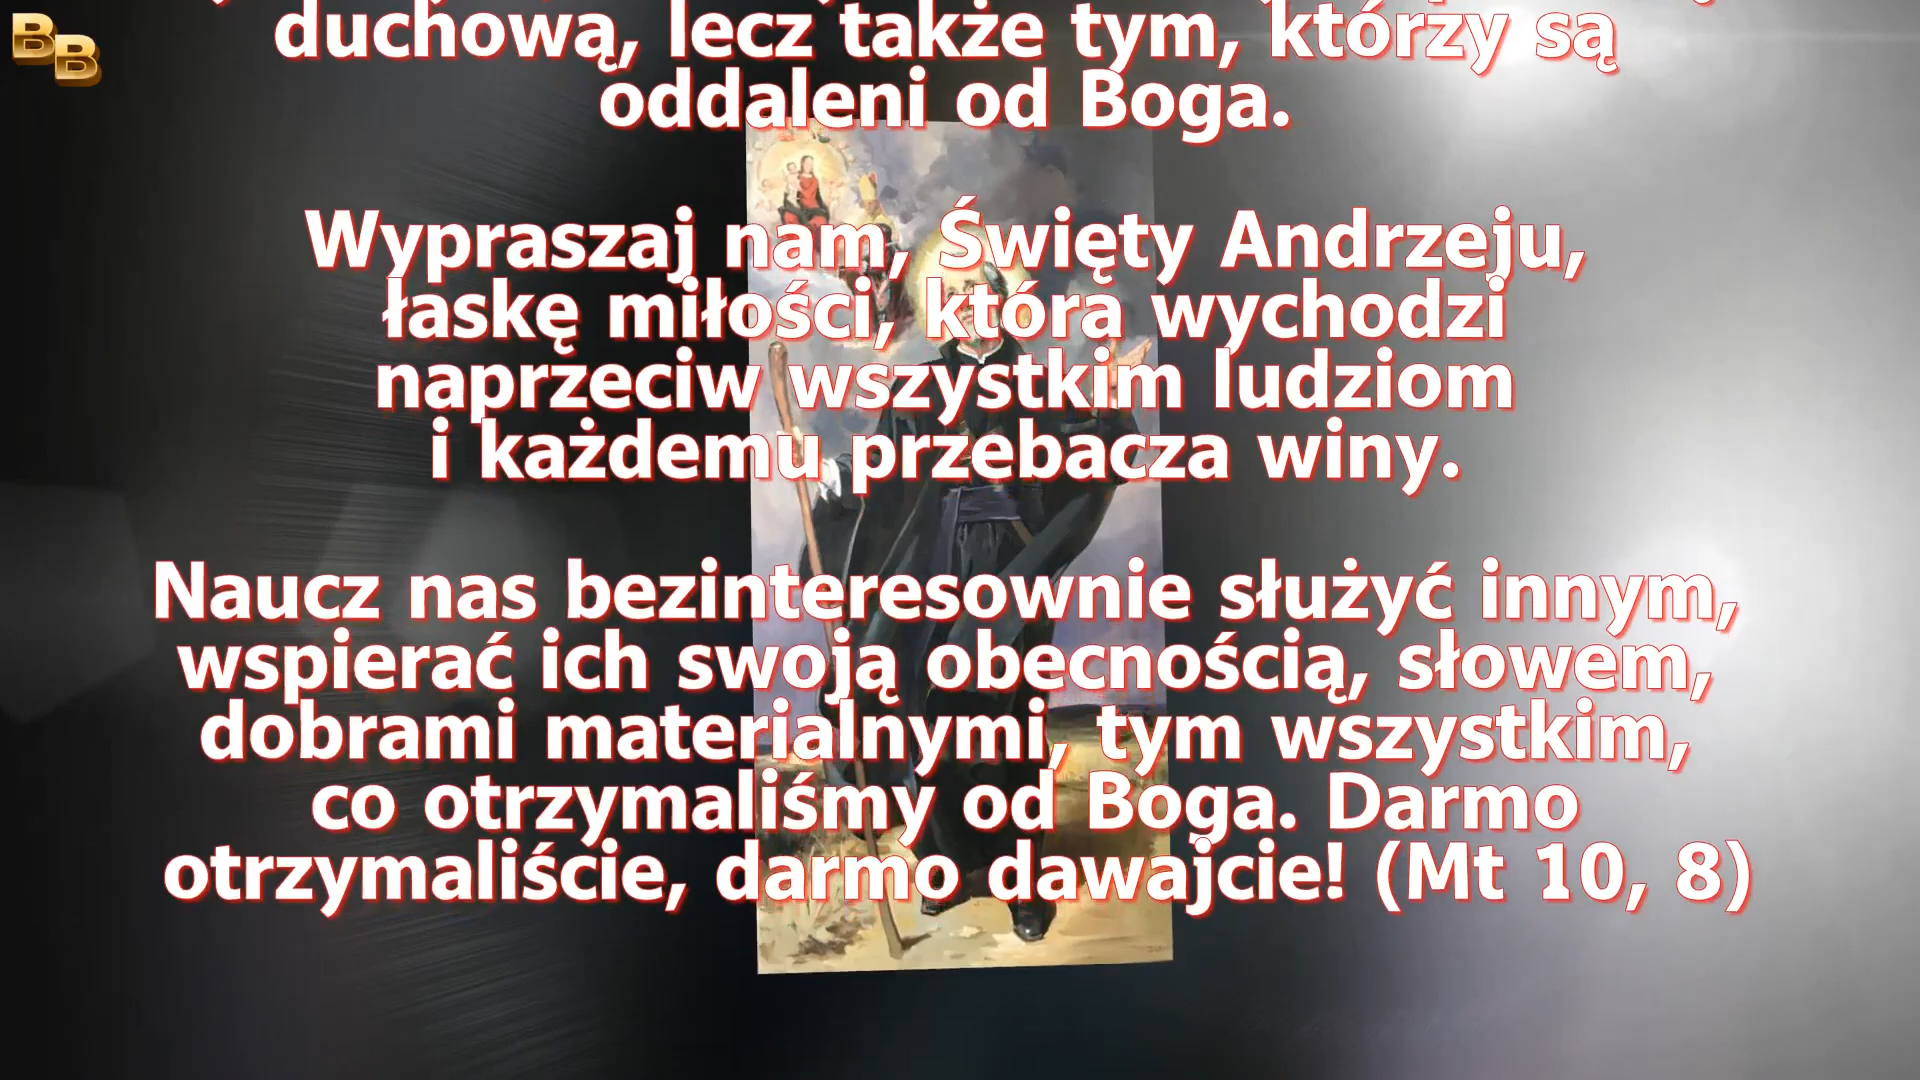 BB
duchową, lecz także tym, którzy są
oddaleni od Boga.
Wypraszaj nam, Święty Andrzeju,
łaskę miłości, która wychodzi
naprzeciw wszystkim ludziom
i każdemu przebacza winy.
Naucz nas bezinteresownie służyć innym,
wspierać ich swoją obecnością, słowem,
dobrami materialnymi, tym wszystkim,
co otrzymaliśmy od Boga. Darmo
otrzymaliście, darmo dawajcie! (Mt 10, 8)